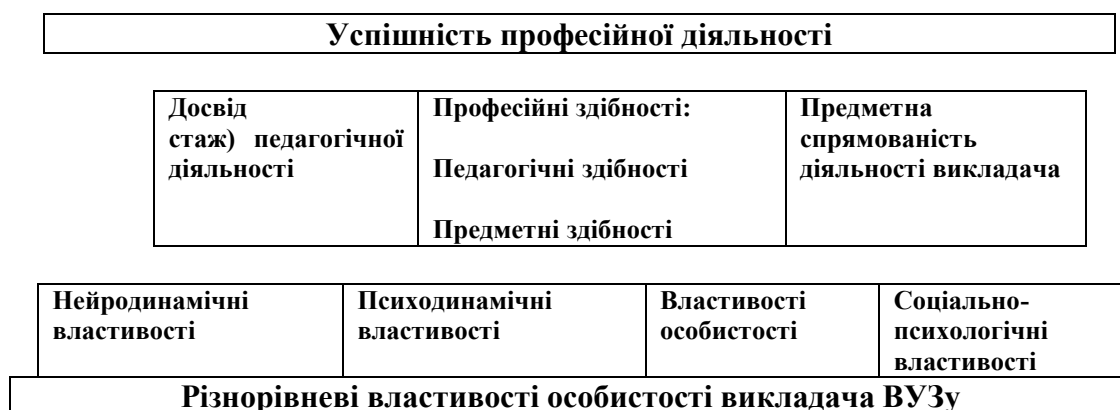 Успішність професійної діяльності
Досвід
стаж) педагогічної
діяльності
Професійні здібності:
Педагогічні здібності
Предметні здібності
Предметна
спрямованість
діяльності викладача
Нейродинамічні
властивості
Психодинамічні
властивості
Властивості
особистості
Соціально-
психологічні
властивості
Різнорівневі властивості особистості викладача ВУЗу